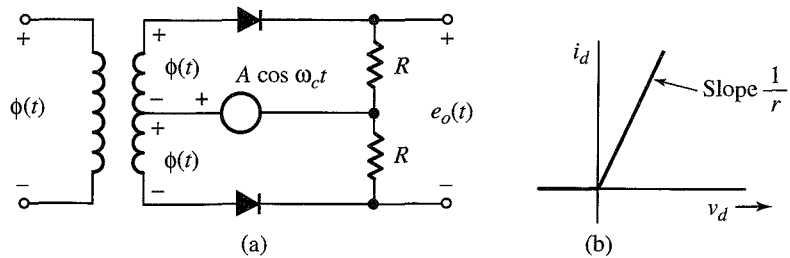 + + +
ϕ(t) A cos ω_c t R
ϕ(t) − + e_o(t)
+
ϕ(t) R
− − −
(a)
i_d
Slope 1/r
v_d
(b)